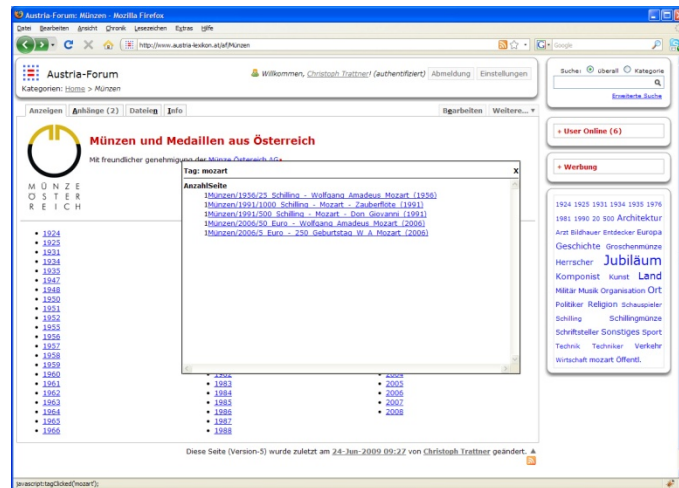 Austria-Forum: Münzen - Mozilla Firefox
Datei Bearbeiten Ansicht Chronik Lesezeichen Extras Hilfe
http://www.austria-lexikon.at/af/Münzen
Google
Austria-Forum
Willkommen, Christoph Trattner! (authentifiziert) Abmeldung Einstellungen
Kategorien: Home > Münzen
Suche: überall Kategorie
Erweiterte Suche
Anzeigen Anhänge (2) Dateien Info Bearbeiten Weitere...
+ User Online (6)
+ Werbung
Münzen und Medaillen aus Österreich
Mit freundlicher genehmigung der Münze Östereich AG
MÜNZE
ÖSTER
REICH
Tag: mozart X
AnzahlSeite
1Münzen/1956/25 Schilling - Wolfgang Amadeus Mozart (1956)
1Münzen/1991/1000 Schilling - Mozart - Zauberflöte (1991)
1Münzen/1991/500 Schilling - Mozart - Don Giovanni (1991)
1Münzen/2006/50 Euro - Wolfgang Amadeus Mozart (2006)
1Münzen/2006/5 Euro - 250 Geburtstag W A Mozart (2006)
1924
1925
1931
1934
1935
1947
1948
1950
1951
1952
1955
1956
1957
1958
1959
1960
1961
1962
1963
1964
1965
1966
1982
1983
1984
1985
1986
1987
1988
2004
2005
2006
2007
2008
1924 1925 1931 1934 1935 1976
1981 1990 20 500 Architektur
Arzt Bildhauer Entdecker Europa
Geschichte Groschenmünze
Herrscher Jubiläum
Komponist Kunst Land
Militär Musik Organisation Ort
Politiker Religion Schauspieler
Schilling Schillingmünze
Schriftsteller Sonstiges Sport
Technik Techniker Verkehr
Wirtschaft mozart Öffentl.
Diese Seite (Version-5) wurde zuletzt am 24-Jun-2009 09:27 von Christoph Trattner geändert.
javascript:tagClicked('mozart');